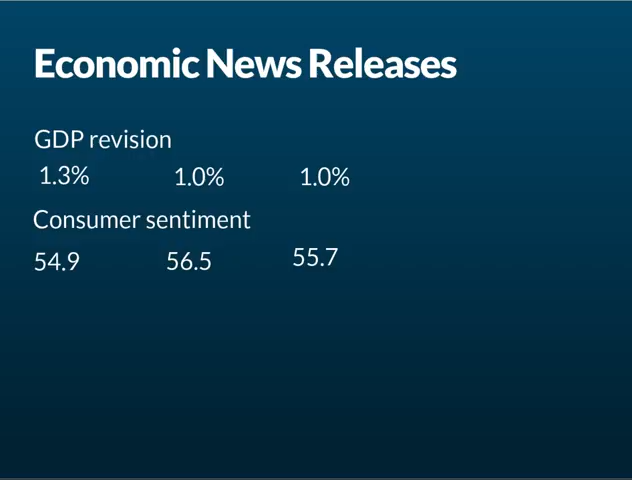 Economic News Releases
GDP revision
1.3% 1.0% 1.0%
Consumer sentiment
54.9 56.5 55.7